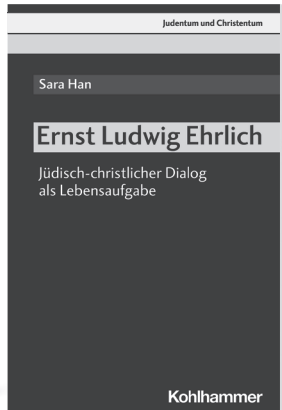 Judentum und Christentum
Sara Han
Ernst Ludwig Ehrlich
Jüdisch-christlicher Dialog
als Lebensaufgabe
Kohlhammer